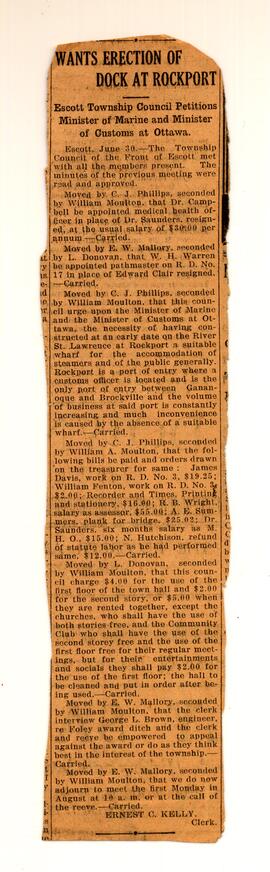 WANTS ERECTION OF
DOCK AT ROCKPORT
Escott Township Council Petitions
Minister of Marine and Minister
of Customs at Ottawa.
Escott, June 30.—The Township
Council of the Front of Escott met
with all the members present. The
minutes of the previous meeting were
read and approved.
Moved by C. J. Phillips, seconded
by William Moulton, that Dr. Camp-
bell be appointed medical health of-
ficer in place of Dr. Saunders, resign-
ed, at the usual salary of $30.00 per
annum.—Carried.
Moved by E. W. Mallory, seconded
by L. Donovan, that W. H. Warren
be appointed pathmaster on R. D. No.
17 in place of Edward Clair resigned.
—Carried.
Moved by C. J. Phillips, seconded
by William Moulton, that this coun-
cil urge upon the Minister of Marine
and the Minister of Customs at Ot-
tawa, the necessity of having con-
structed at an early date on the River
St. Lawrence at Rockport a suitable
wharf for the accommodation of
steamers and of the public generally.
Rockport is a port of entry where a
customs officer is located and is the
only port of entry between Ganan-
oque and Brockville and the volume
of business at said port is constantly
increasing and much inconvenience
is caused by the absence of a suitable
wharf.—Carried.
Moved by C. J. Phillips, seconded
by William A. Moulton, that the fol-
lowing bills be paid and orders drawn
on the treasurer for same: James
Davis, work on R. D. No. 3, $19.25;
William Fenton, work on R. D. No.
$2.00; Recorder and Times, Printing
and stationery, $16.00; R. B. Wright,
salary as assessor, $55.00; A. E. Sum-
mers, plank for bridge, $25.02; Dr.
Saunders, six months salary as M.
H. O., $15.00; N. Hutchison, refund
of statute labor as he had performed
same, $12.00.—Carried.
Moved by L. Donovan, seconded
by William Moulton, that this coun-
cil charge $4.00 for the use of the
first floor of the town hall and $2.00
for the second story, or $5.00 when
they are rented together, except the
churches, who shall have the use of
both stories free, and the Community
Club who shall have the use of the
second storey free and the use of the
first floor free for their regular meet-
ings, but for their entertainments
and socials they shall pay $2.00 for
the use of the first floor; the hall to
be cleaned and put in order after be-
ing used.—Carried.
Moved by E. W. Mallory, seconded
by William Moulton, that the clerk
interview George L. Brown, engineer,
re Foley award ditch and the clerk
and reeve be empowered to appeal
against the award or do as they think
best in the interest of the township.—
Carried.
Moved by E. W. Mallory, seconded
by William Moulton, that we do now
adjourn to meet the first Monday in
August at 10 a. m. or at the call of
the reeve.—Carried.
ERNEST C. KELLY,
Clerk.